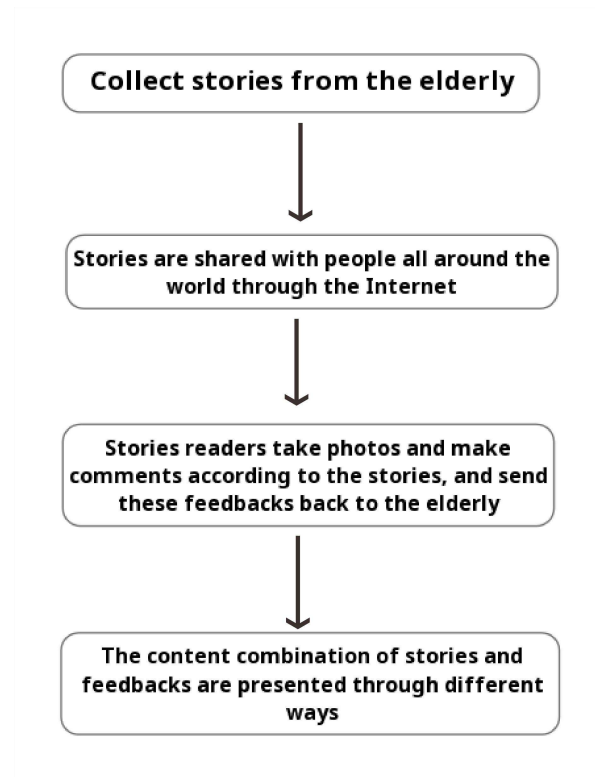 Collect stories from the elderly
Stories are shared with people all around the
world through the Internet
Stories readers take photos and make
comments according to the stories, and send
these feedbacks back to the elderly
The content combination of stories and
feedbacks are presented through different
ways